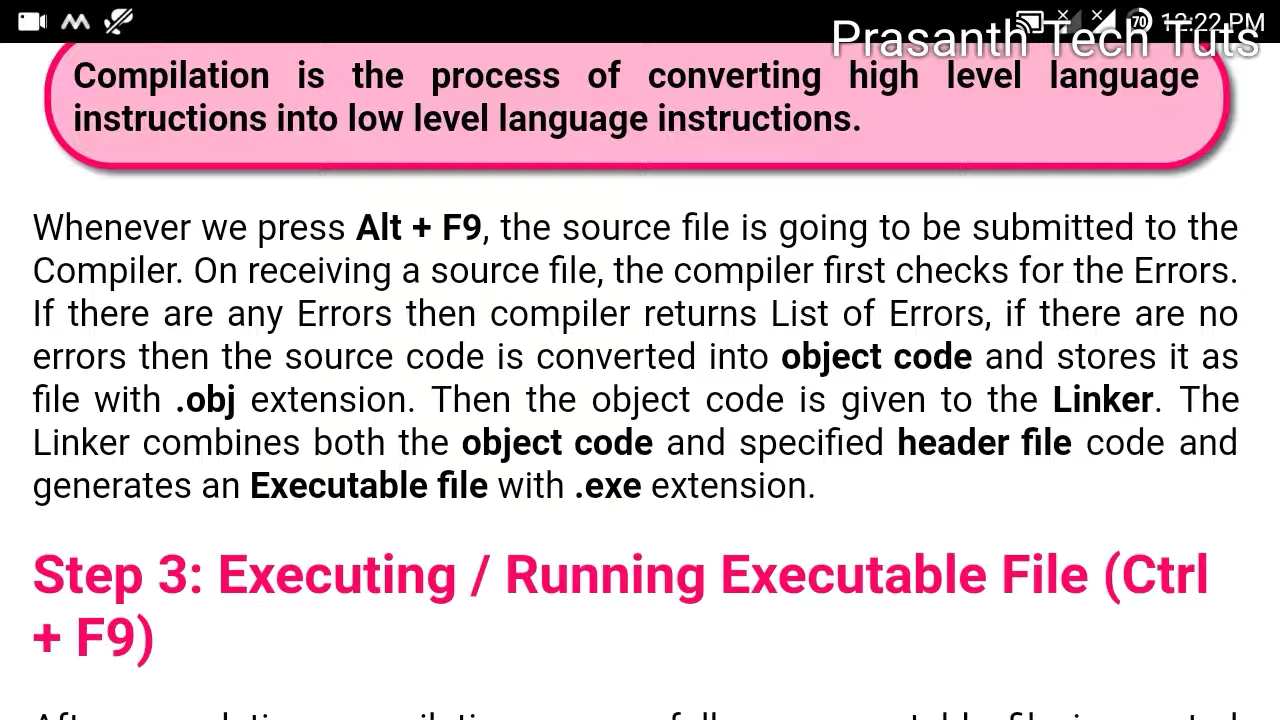 70 12:22 PM
Prasanth Tech Tuts
Compilation is the process of converting high level language
instructions into low level language instructions.
Whenever we press Alt + F9, the source file is going to be submitted to the
Compiler. On receiving a source file, the compiler first checks for the Errors.
If there are any Errors then compiler returns List of Errors, if there are no
errors then the source code is converted into object code and stores it as
file with .obj extension. Then the object code is given to the Linker. The
Linker combines both the object code and specified header file code and
generates an Executable file with .exe extension.
Step 3: Executing / Running Executable File (Ctrl
+ F9)